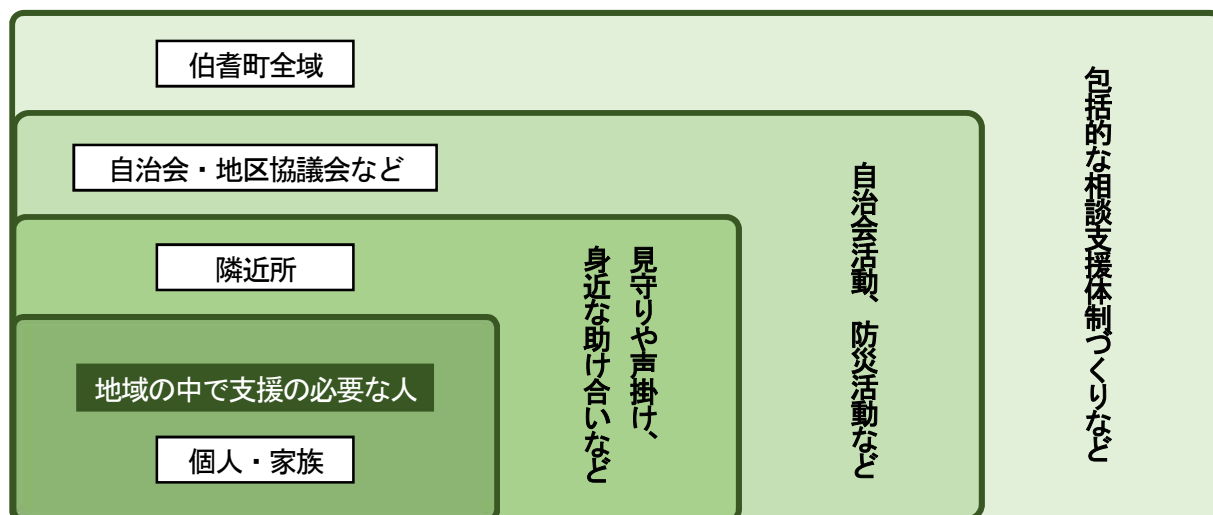 伯耆町全域
包括的な相談支援体制づくりなど
自治会・地区協議会など
自治会活動、防災活動など
隣近所
見守りや声掛け、
身近な助け合いなど
地域の中で支援の必要な人
個人・家族